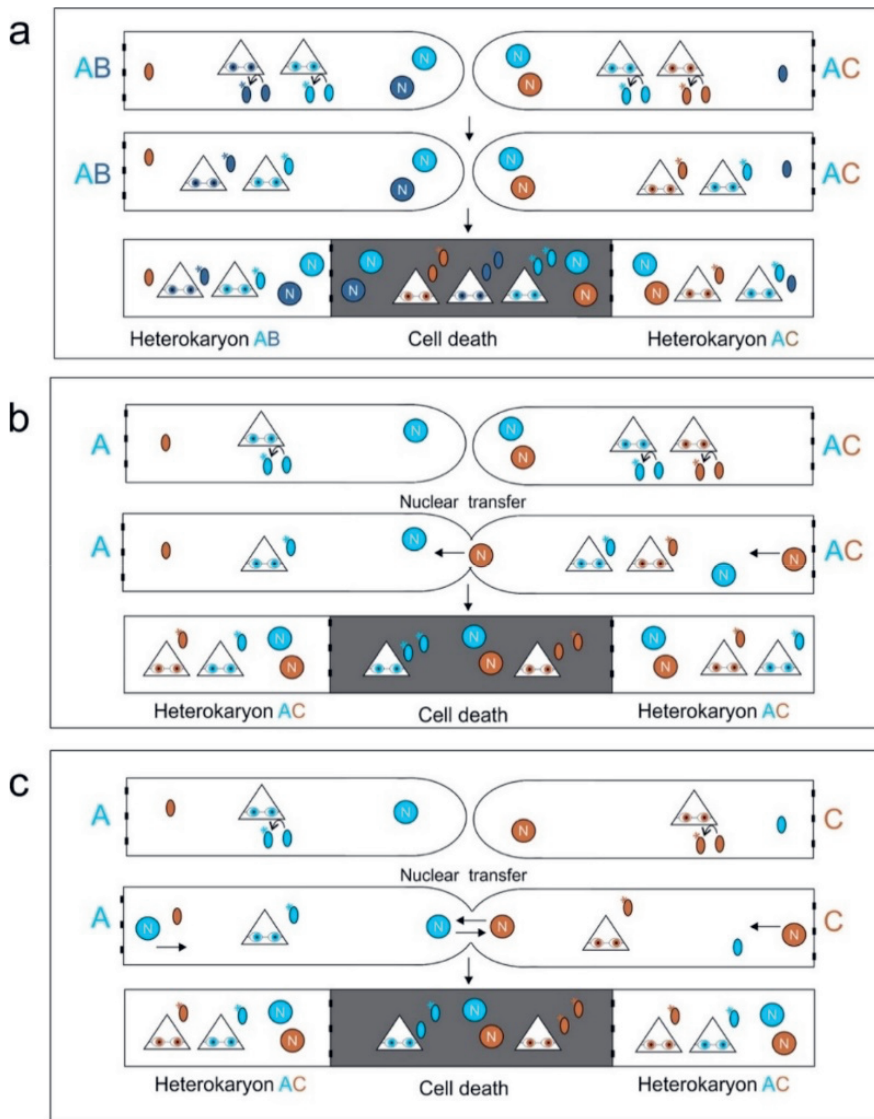 a
AB N N N N AC
AB N N N N AC
N N N N N N N N
Heterokaryon AB Cell death Heterokaryon AC
b
A N N N AC
Nuclear transfer
A N N N N AC
N N N N N N
Heterokaryon AC Cell death Heterokaryon AC
c
A N N C
Nuclear transfer
A N N N N C
N N N N N N
Heterokaryon AC Cell death Heterokaryon AC